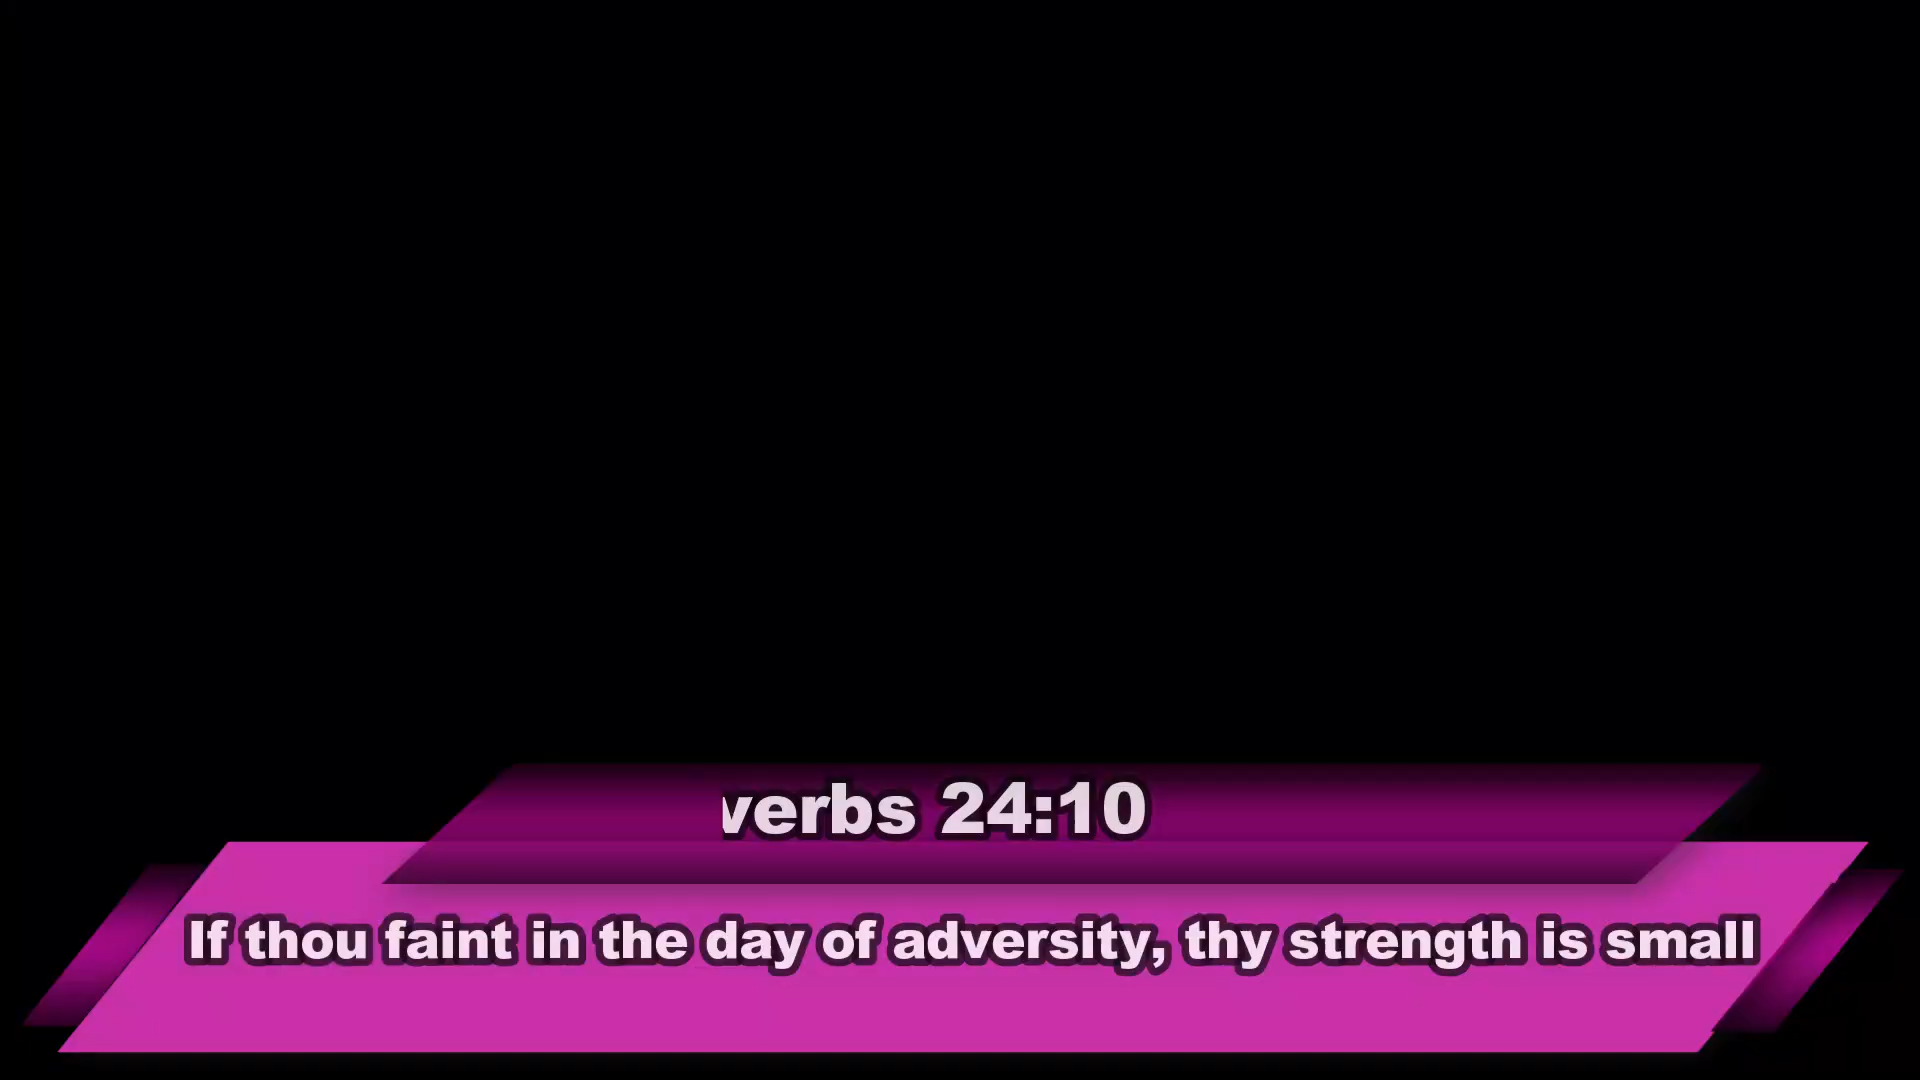 verbs 24:10
If thou faint in the day of adversity, thy strength is small